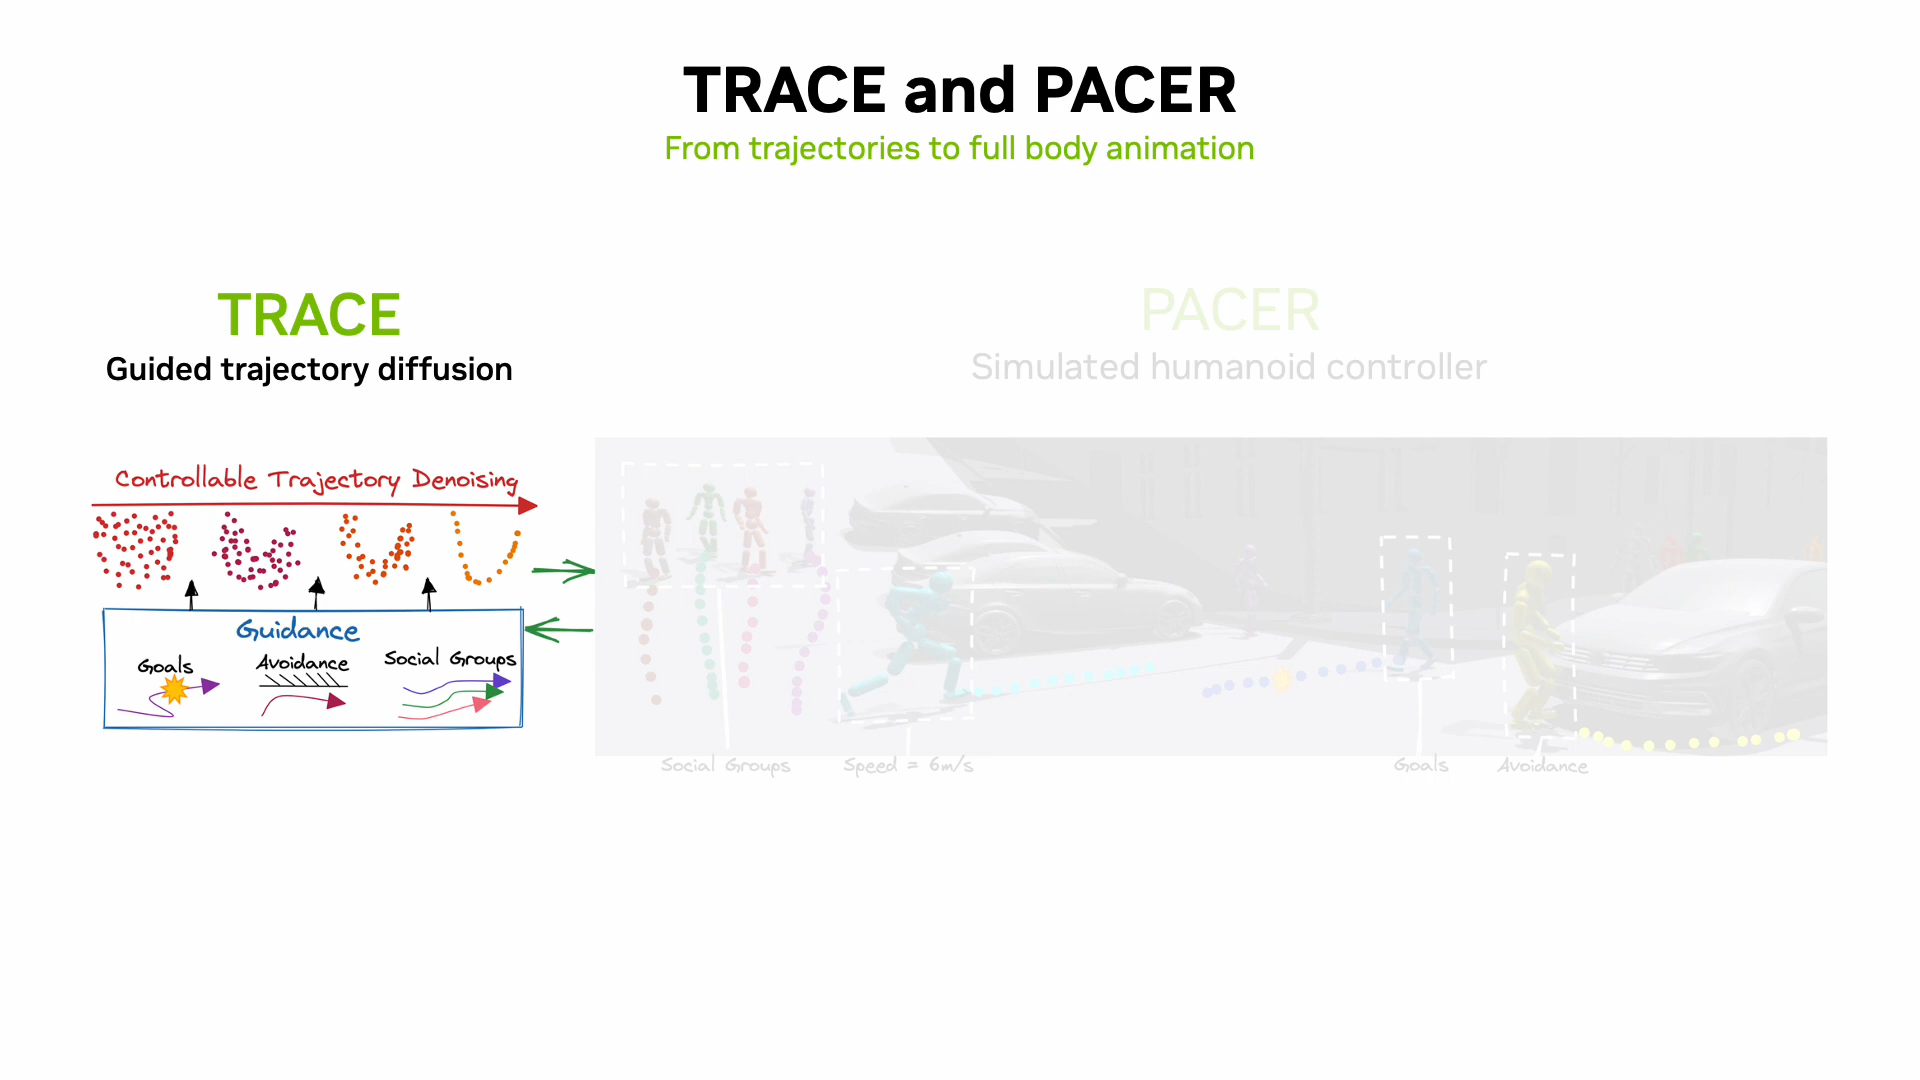 TRACE and PACER
From trajectories to full body animation
TRACE
Guided trajectory diffusion
PACER
Simulated humanoid controller
Controllable Trajectory Denoising
Guidance
Goals
Avoidance
Social Groups
Social Groups
Speed = 6m/s
Goals
Avoidance